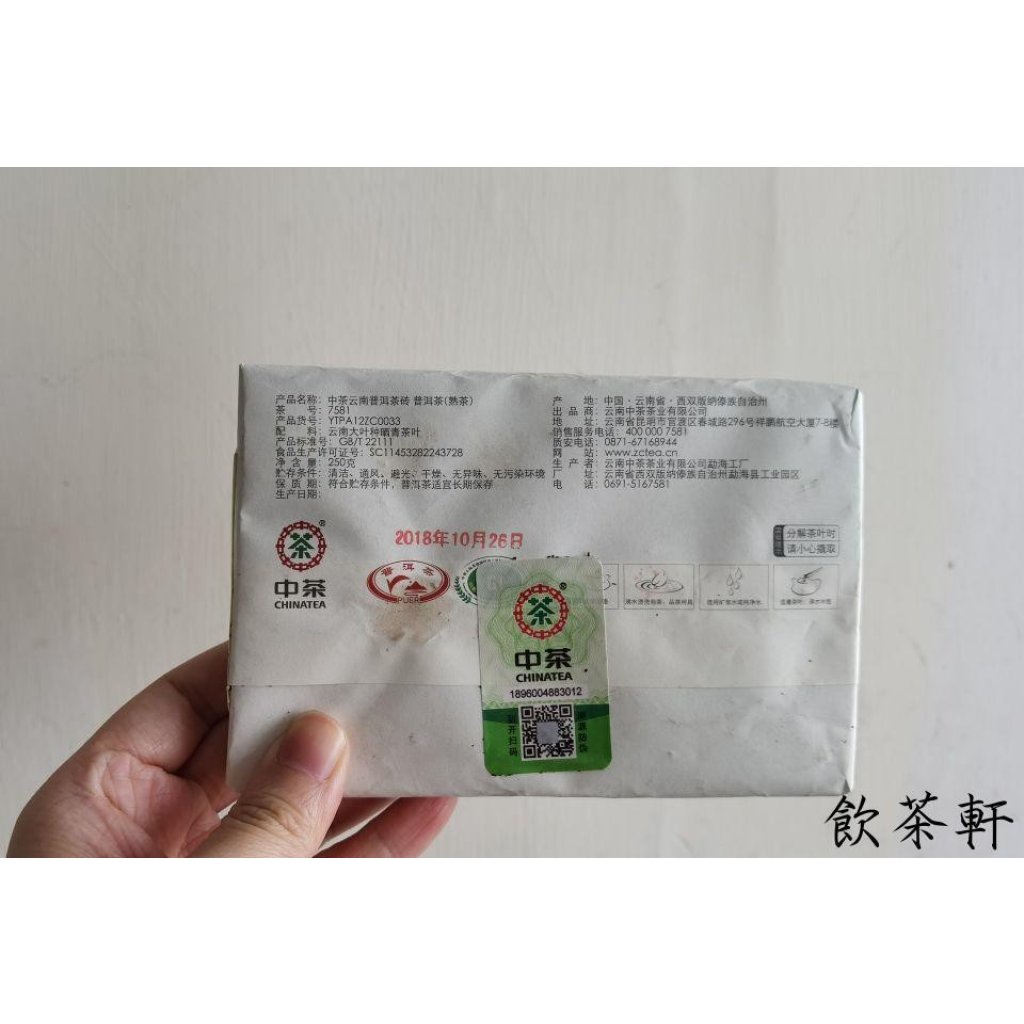 产品名称：中茶云南普洱茶砖 普洱茶(熟茶)
茶 号：7581
产品货号：YTPA12ZC0033
配 料：云南大叶种晒青茶叶
产品标准号：GB/T 22111
食品生产许可证号：SC11453282243728
净 含 量：250克
贮存条件：清洁、通风、避光、干燥、无异味、无污染环境
保 质 期：符合贮存条件，普洱茶适宜长期保存
生产日期：
产 地：中国·云南省·西双版纳傣族自治州
出 品 商：云南中茶茶业有限公司
地 址：云南省昆明市官渡区春城路296号祥鹏航空大厦7-8楼
销售服务电话：400 000 7581
质安电话：0871-67168944
网 站：www.zctea.cn
生 产 者：云南中茶茶业有限公司勐海工厂
厂 址：云南省西双版纳傣族自治州勐海县工业园区
电 话：0691-5167581
2018年10月26日
分解茶叶时
请小心撬取
茶®
中茶
CHINATEA
普洱茶
PUER
茶®
中茶
CHINATEA
1896004883012
刮开扫码
溯源防伪
飲茶軒